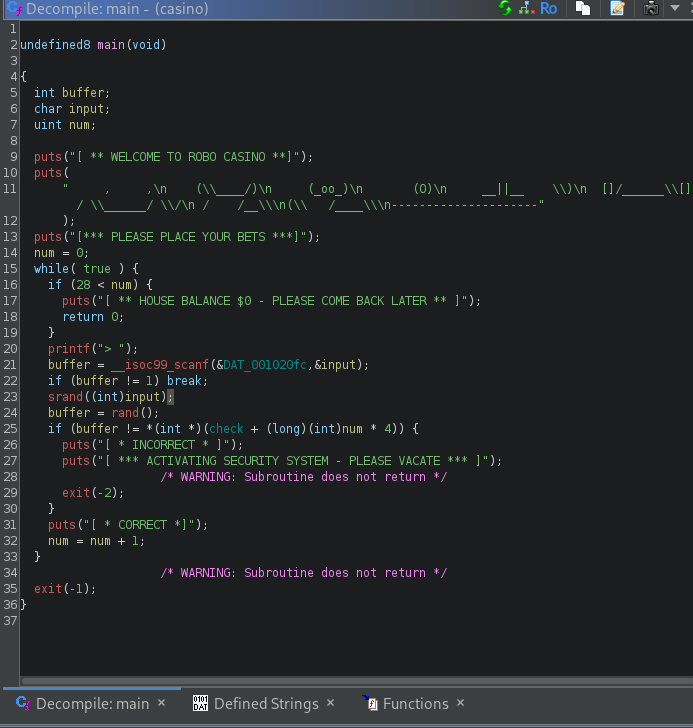 Decompile: main - (casino)
1
2 undefined8 main(void)
3
4 {
5 int buffer;
6 char input;
7 uint num;
8
9 puts("[ ** WELCOME TO ROBO CASINO **]");
10 puts(
11 " , ,\n (\\____/)\n (_oo_)\n (O)\n __||__ \\)\n []/______\\[]
/ \\______/ \\/\n / /__\\\n(\\ /____\\\n---------------------"
12 );
13 puts("[*** PLEASE PLACE YOUR BETS ***]");
14 num = 0;
15 while( true ) {
16 if (28 < num) {
17 puts("[ ** HOUSE BALANCE $0 - PLEASE COME BACK LATER ** ]");
18 return 0;
19 }
20 printf("> ");
21 buffer = __isoc99_scanf(&DAT_001020fc,&input);
22 if (buffer != 1) break;
23 srand((int)input);
24 buffer = rand();
25 if (buffer != *(int *)(check + (long)(int)num * 4)) {
26 puts("[ * INCORRECT * ]");
27 puts("[ *** ACTIVATING SECURITY SYSTEM - PLEASE VACATE *** ]");
28 /* WARNING: Subroutine does not return */
29 exit(-2);
30 }
31 puts("[ * CORRECT *]");
32 num = num + 1;
33 }
34 /* WARNING: Subroutine does not return */
35 exit(-1);
36 }
37
Decompile: main × Defined Strings × Functions ×